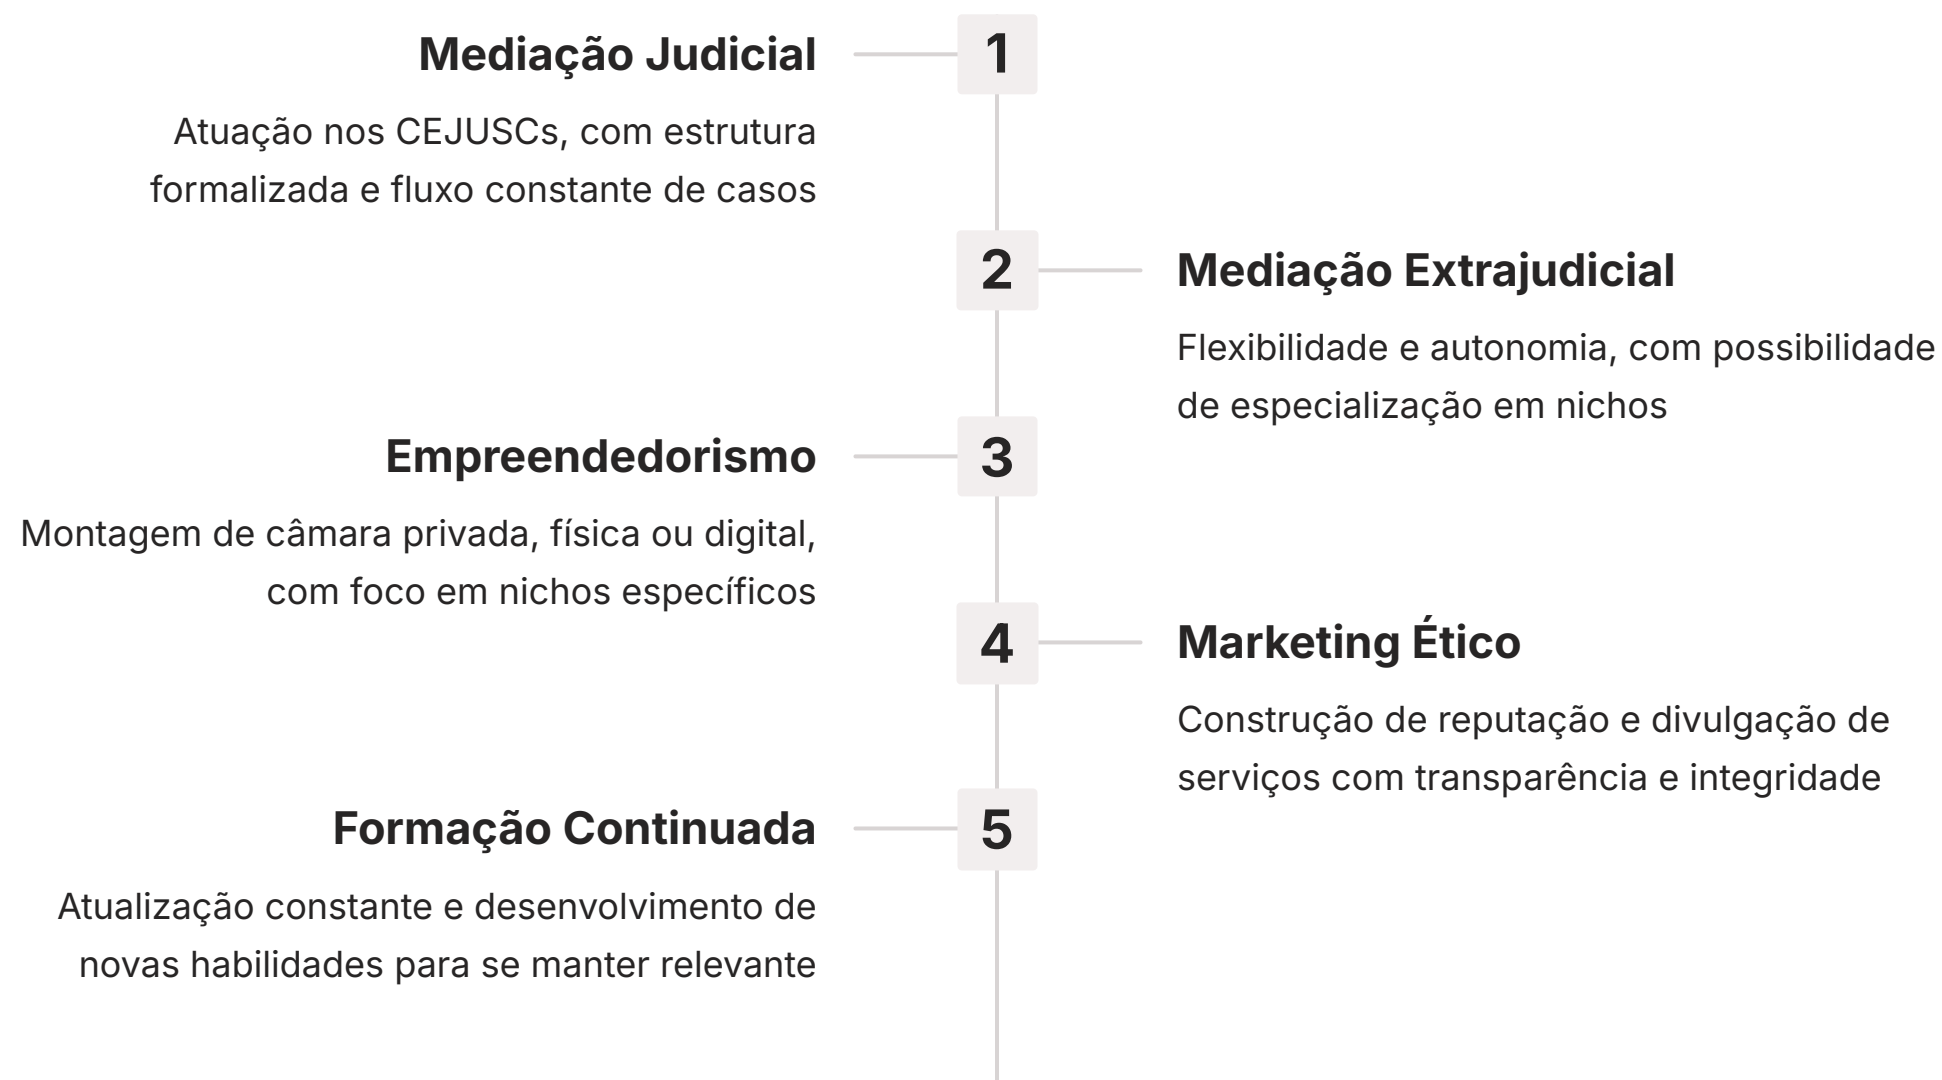 1
Mediação Judicial
Atuação nos CEJUSCs, com estrutura
formalizada e fluxo constante de casos
2
Mediação Extrajudicial
Flexibilidade e autonomia, com possibilidade
de especialização em nichos
3
Empreendedorismo
Montagem de câmara privada, física ou digital,
com foco em nichos específicos
4
Marketing Ético
Construção de reputação e divulgação de
serviços com transparência e integridade
5
Formação Continuada
Atualização constante e desenvolvimento de
novas habilidades para se manter relevante